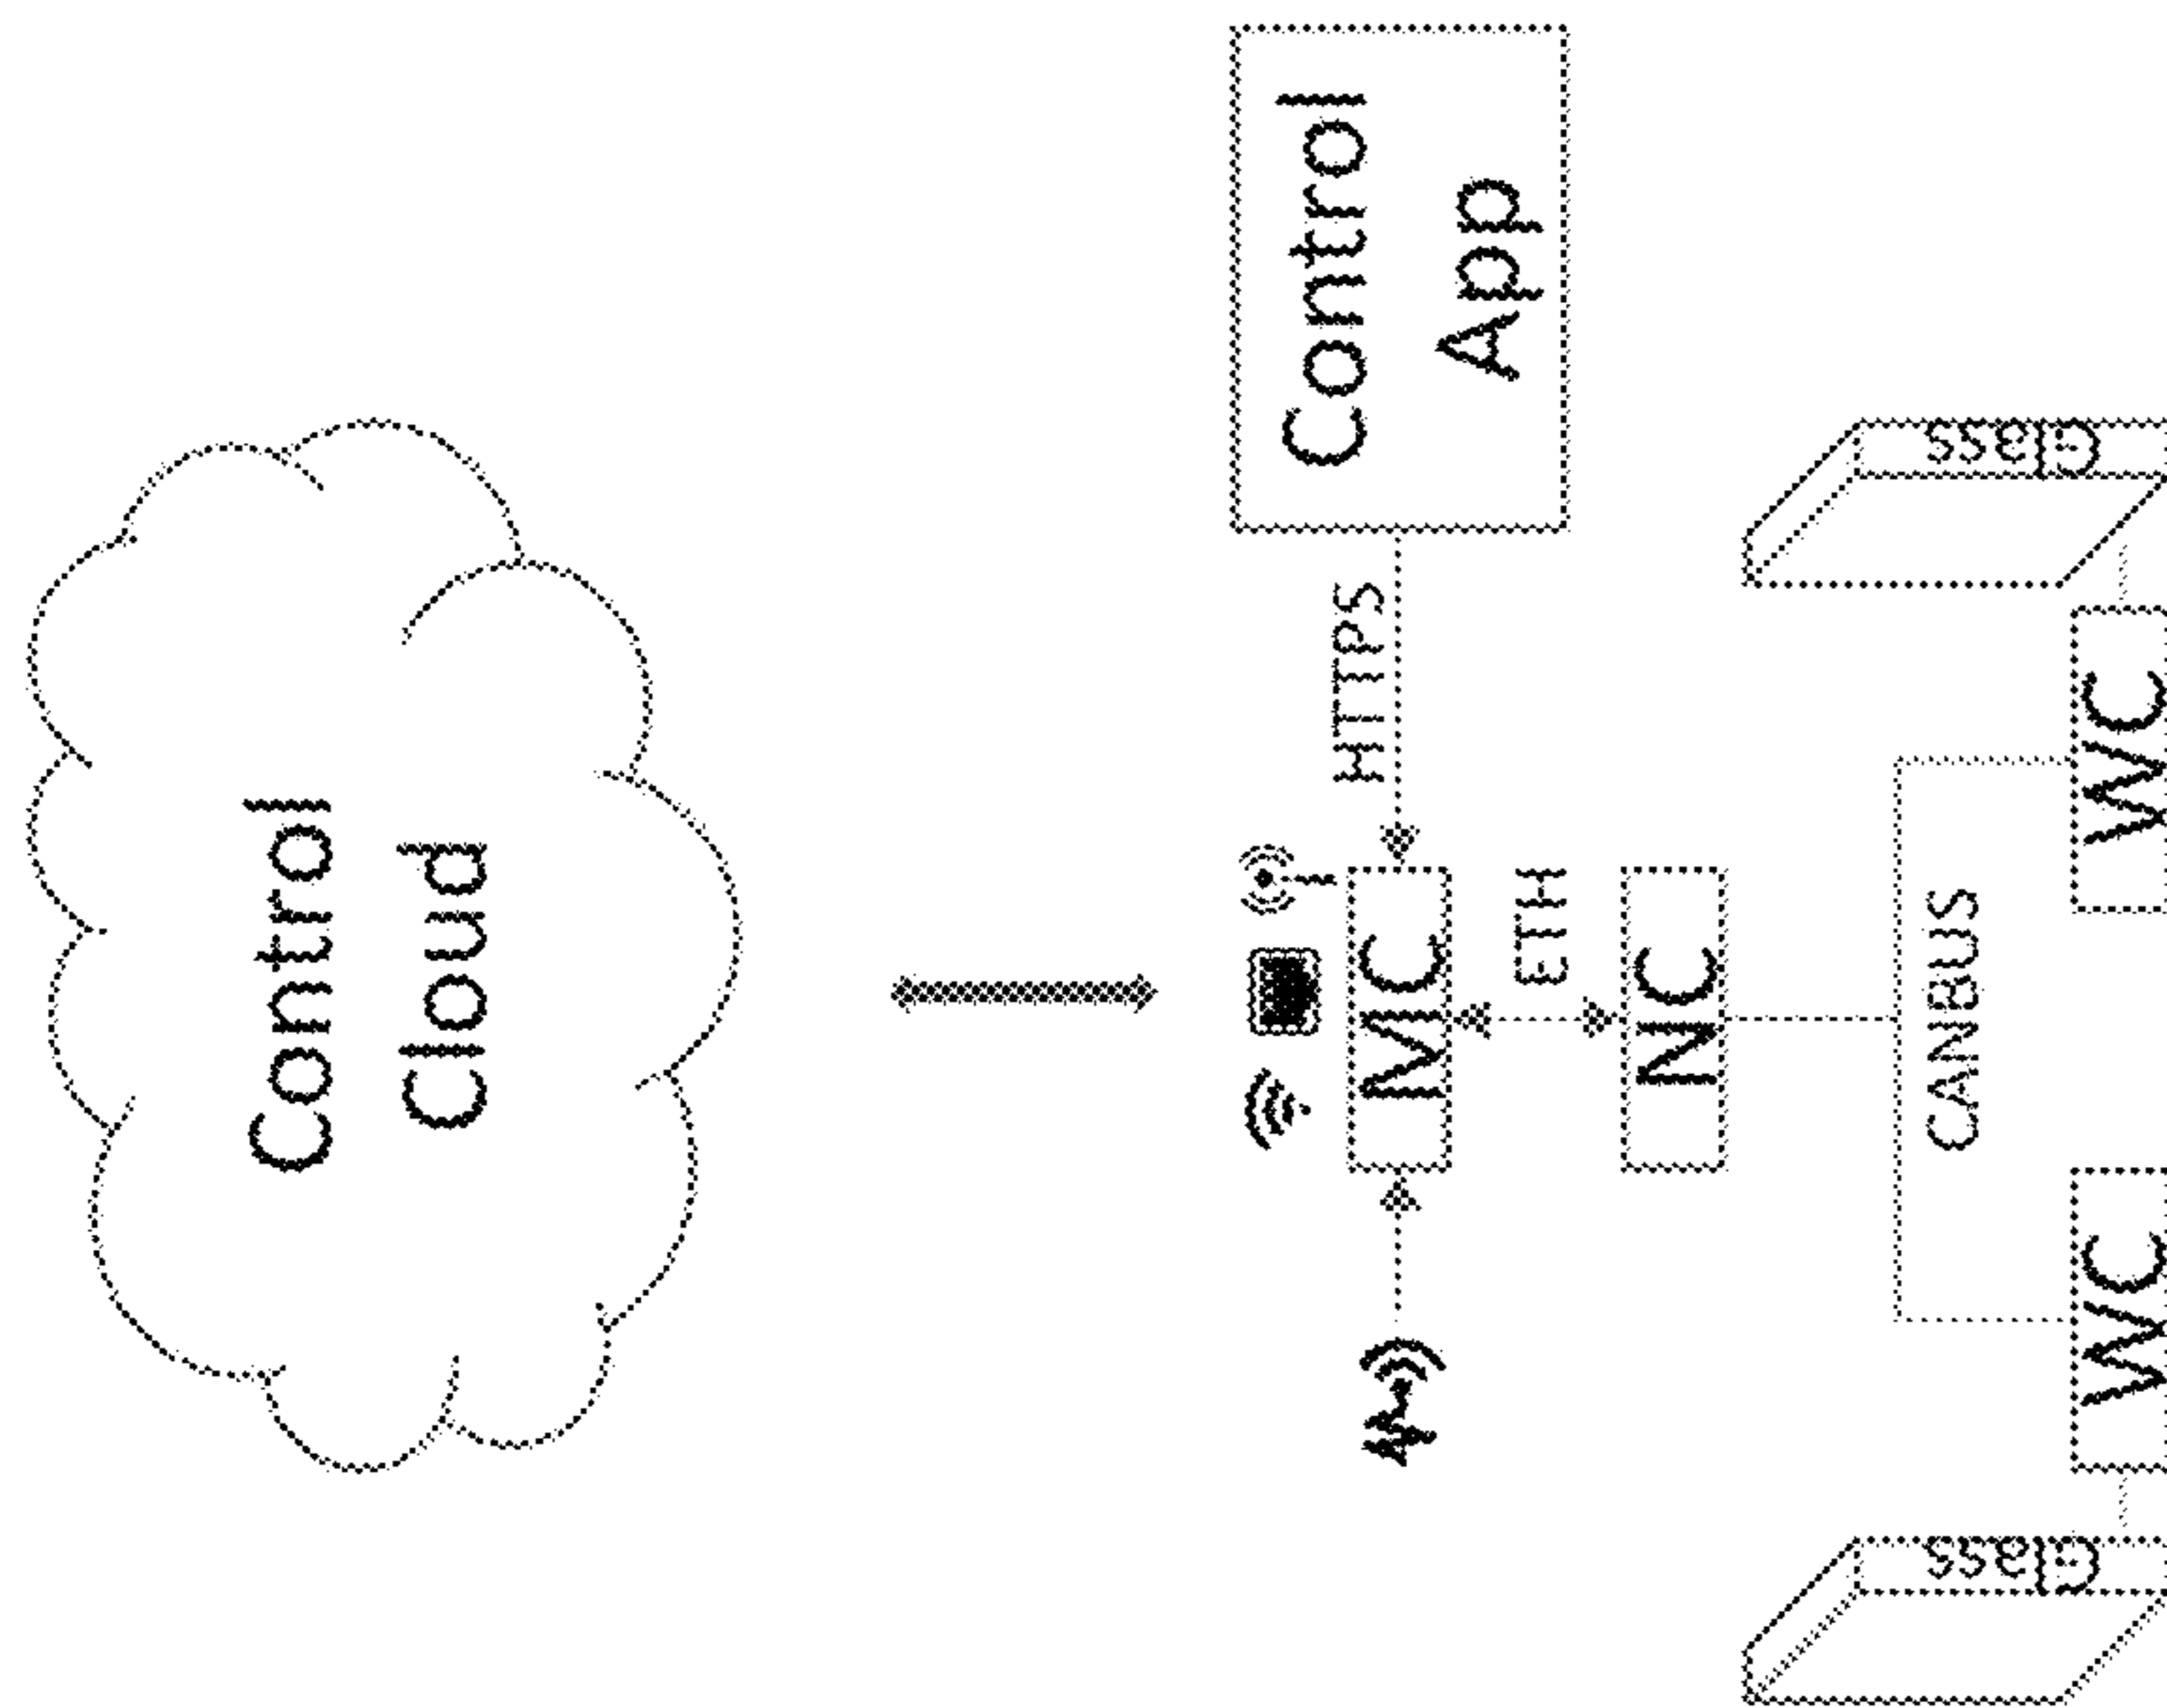 Control
Cloud
Control
App
HTTPS
MC
ETH
NC
CANBUS
WC
WC
Glass
Glass